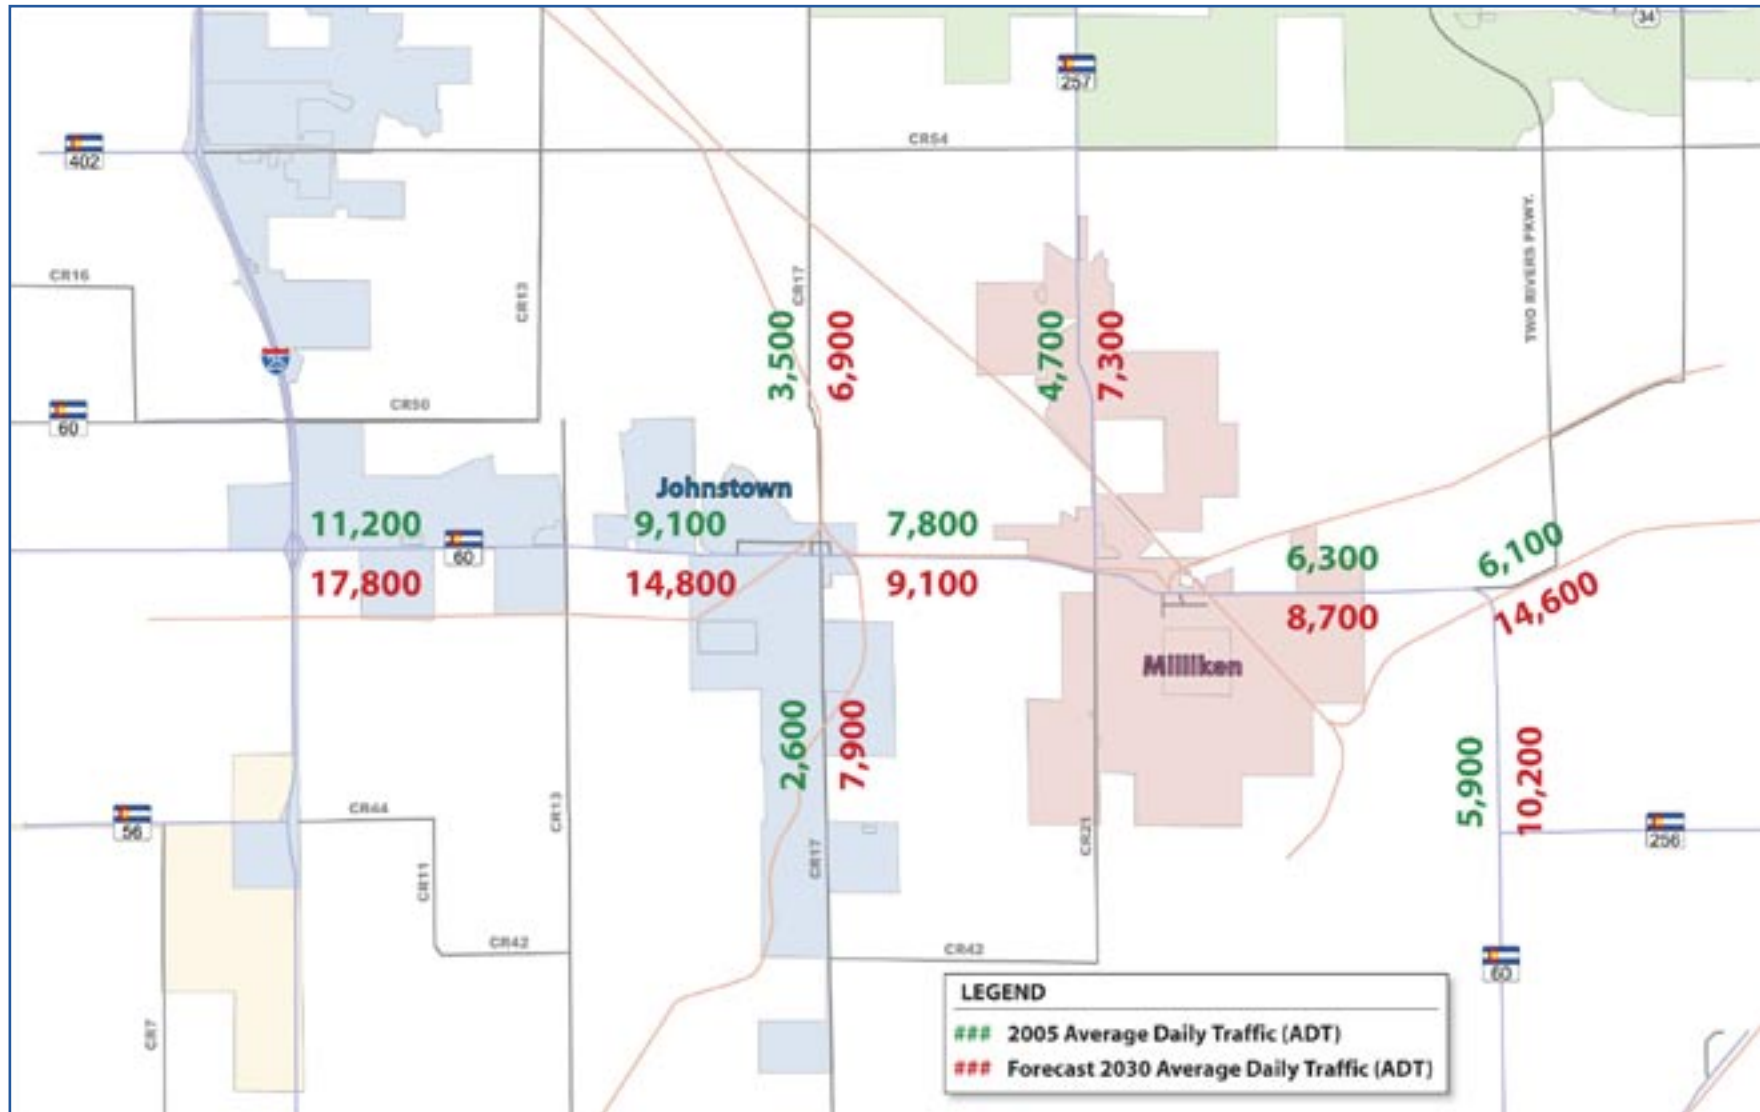 34
257
402
CR54
TWO RIVERS PKWY.
CR16
CR13
CR17
25
3,500
6,900
4,700
7,300
60
CR50
Johnstown
11,200
60
9,100
7,800
6,300
6,100
17,800
14,800
9,100
8,700
14,600
Milliken
2,600
7,900
5,900
10,200
56
CR44
CR13
CR21
256
CR11
CR17
CR42
CR42
60
CR7
LEGEND
### 2005 Average Daily Traffic (ADT)
### Forecast 2030 Average Daily Traffic (ADT)